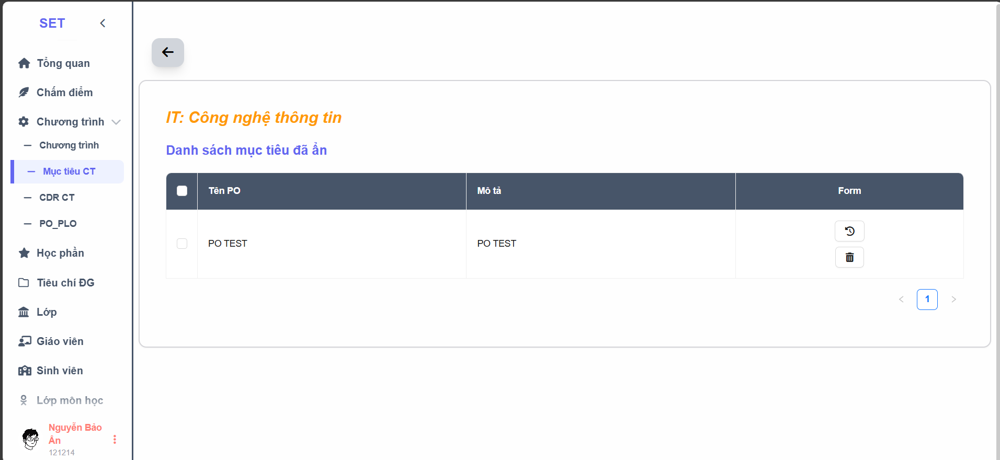 SET
Tổng quan
Chấm điểm
Chương trình
Chương trình
Mục tiêu CT
CDR CT
PO_PLO
Học phần
Tiêu chí ĐG
Lớp
Giáo viên
Sinh viên
Lớp môn học
Nguyễn Bảo
Ân
121214
IT: Công nghệ thông tin
Danh sách mục tiêu đã ẩn
Tên PO Mô tả Form
PO TEST PO TEST
1